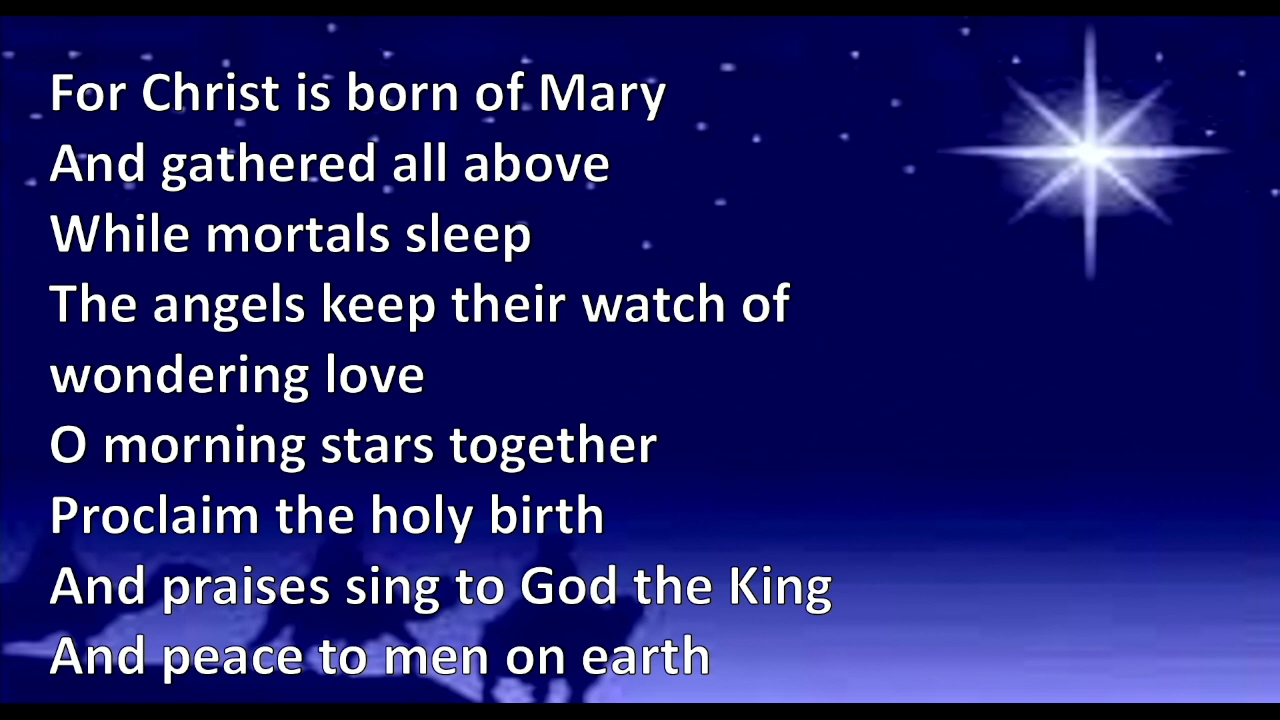 For Christ is born of Mary
And gathered all above
While mortals sleep
The angels keep their watch of
wondering love
O morning stars together
Proclaim the holy birth
And praises sing to God the King
And peace to men on earth